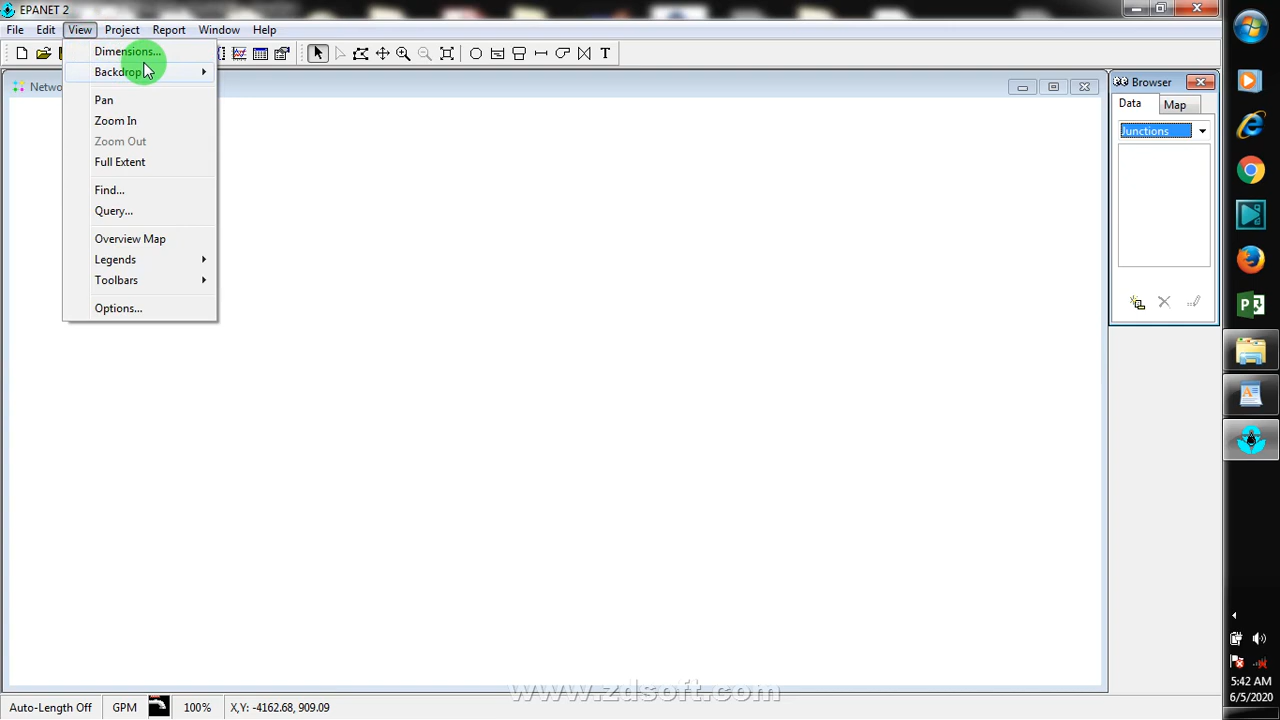 EPANET 2
File Edit View Project Report Window Help
Dimensions...
Backdrop
Netwo
Browser
Pan
Data Map
Zoom In
Junctions
Zoom Out
Full Extent
Find...
Query...
Overview Map
Legends
Toolbars
Options...
www.zdsoft.com
5:42 AM
6/5/2020
Auto-Length Off GPM 100% X,Y: -4162.68, 909.09